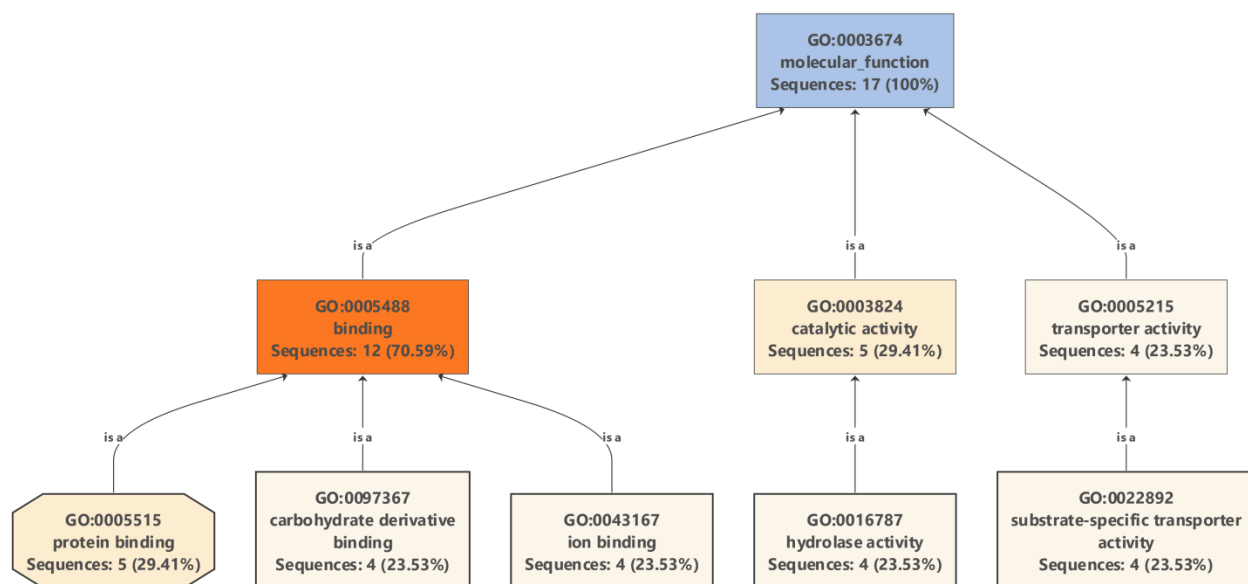 GO:0003674
molecular_function
Sequences: 17 (100%)
is a
is a
is a
GO:0005488
binding
Sequences: 12 (70.59%)
GO:0003824
catalytic activity
Sequences: 5 (29.41%)
GO:0005215
transporter activity
Sequences: 4 (23.53%)
is a
is a
is a
is a
is a
GO:0005515
protein binding
Sequences: 5 (29.41%)
GO:0097367
carbohydrate derivative
binding
Sequences: 4 (23.53%)
GO:0043167
ion binding
Sequences: 4 (23.53%)
GO:0016787
hydrolase activity
Sequences: 4 (23.53%)
GO:0022892
substrate-specific transporter
activity
Sequences: 4 (23.53%)